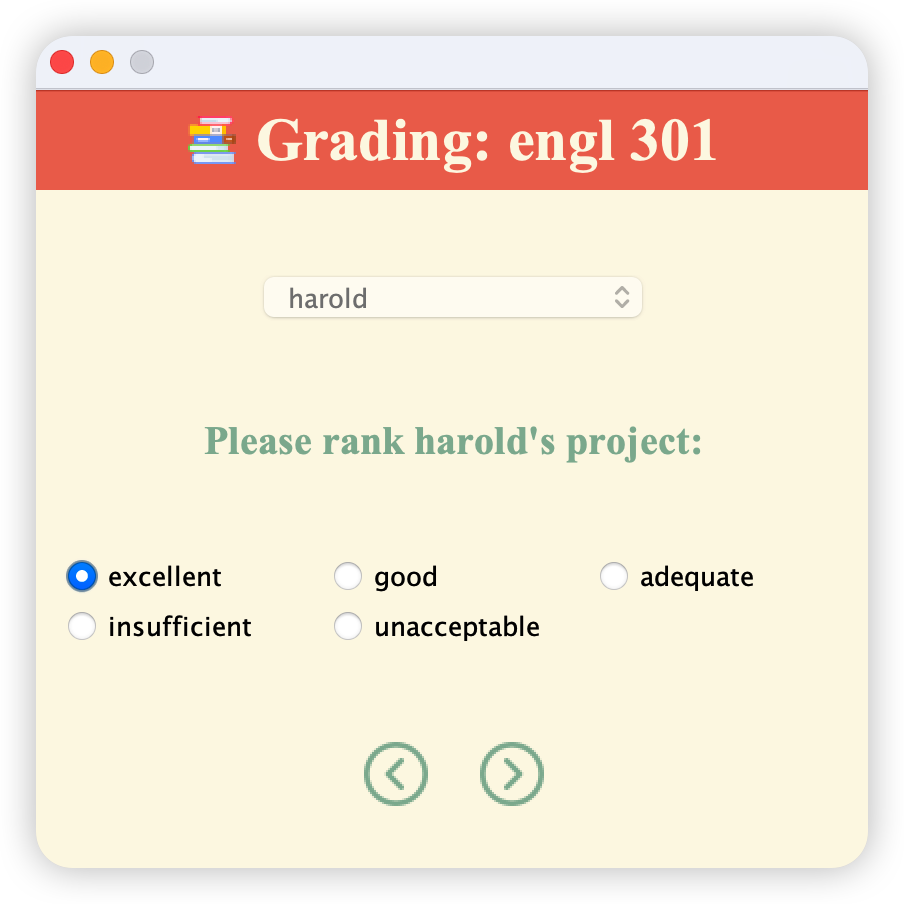 Grading: engl 301
harold
Please rank harold's project:
excellent good adequate
insufficient unacceptable